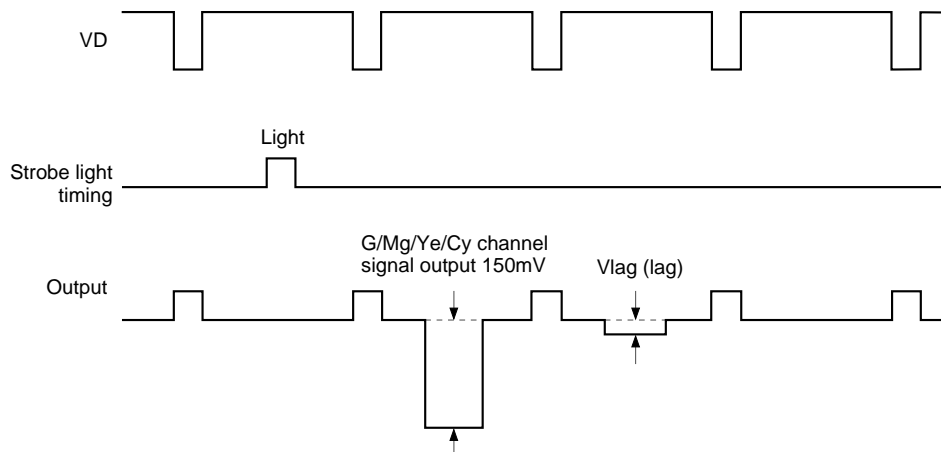 VD
Light
Strobe light
timing
G/Mg/Ye/Cy channel
signal output 150mV
Vlag (lag)
Output